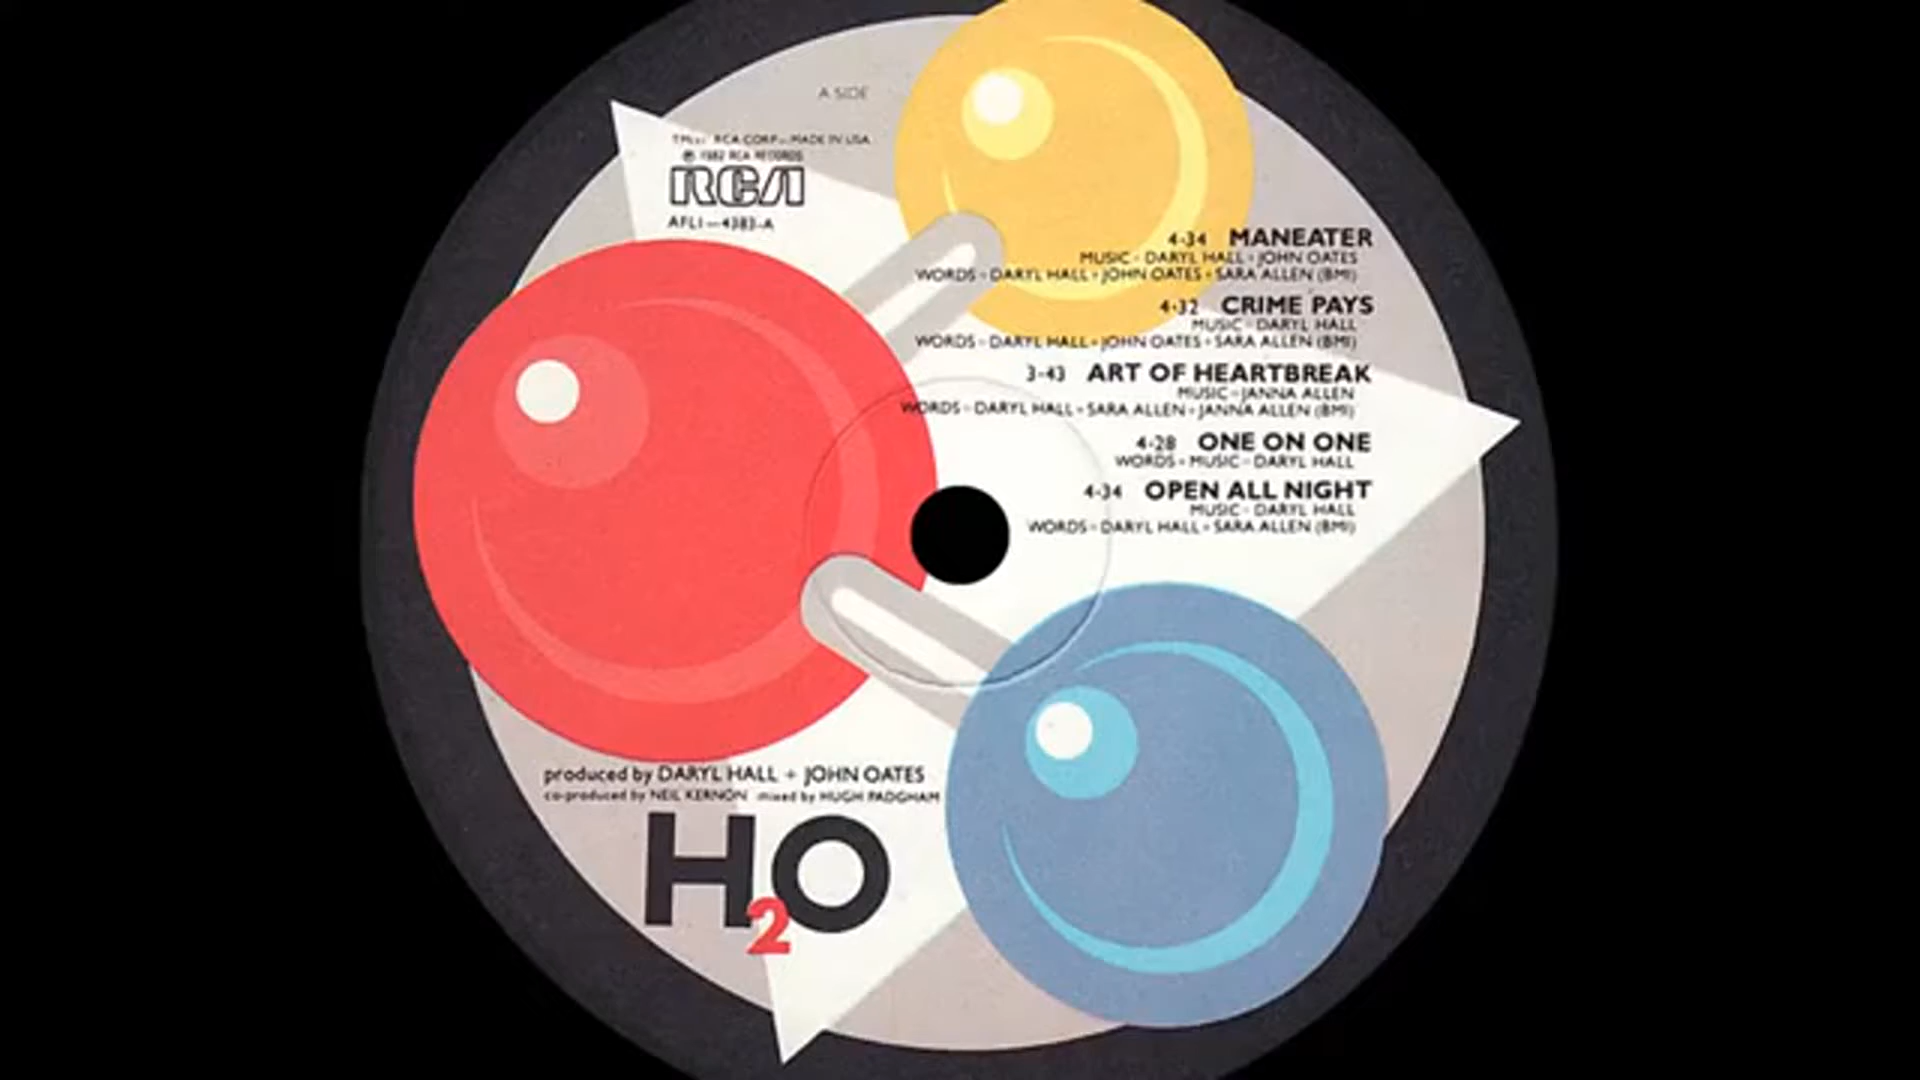 A SIDE
RCA CORP—MADE IN USA
℗ 1982 RCA RECORDS
RCA
AFL1—4383-A
4-34 MANEATER
MUSIC - DARYL HALL - JOHN OATES
WORDS - DARYL HALL - JOHN OATES - SARA ALLEN (BMI)
4-32 CRIME PAYS
MUSIC - DARYL HALL
WORDS - DARYL HALL - JOHN OATES - SARA ALLEN (BMI)
3-43 ART OF HEARTBREAK
MUSIC - JANNA ALLEN
WORDS - DARYL HALL - SARA ALLEN - JANNA ALLEN (BMI)
4-28 ONE ON ONE
WORDS - MUSIC - DARYL HALL
4-34 OPEN ALL NIGHT
MUSIC - DARYL HALL
WORDS - DARYL HALL - SARA ALLEN (BMI)
produced by DARYL HALL + JOHN OATES
co-produced by NEIL KERNON mixed by HUGH PADGHAM
H2O